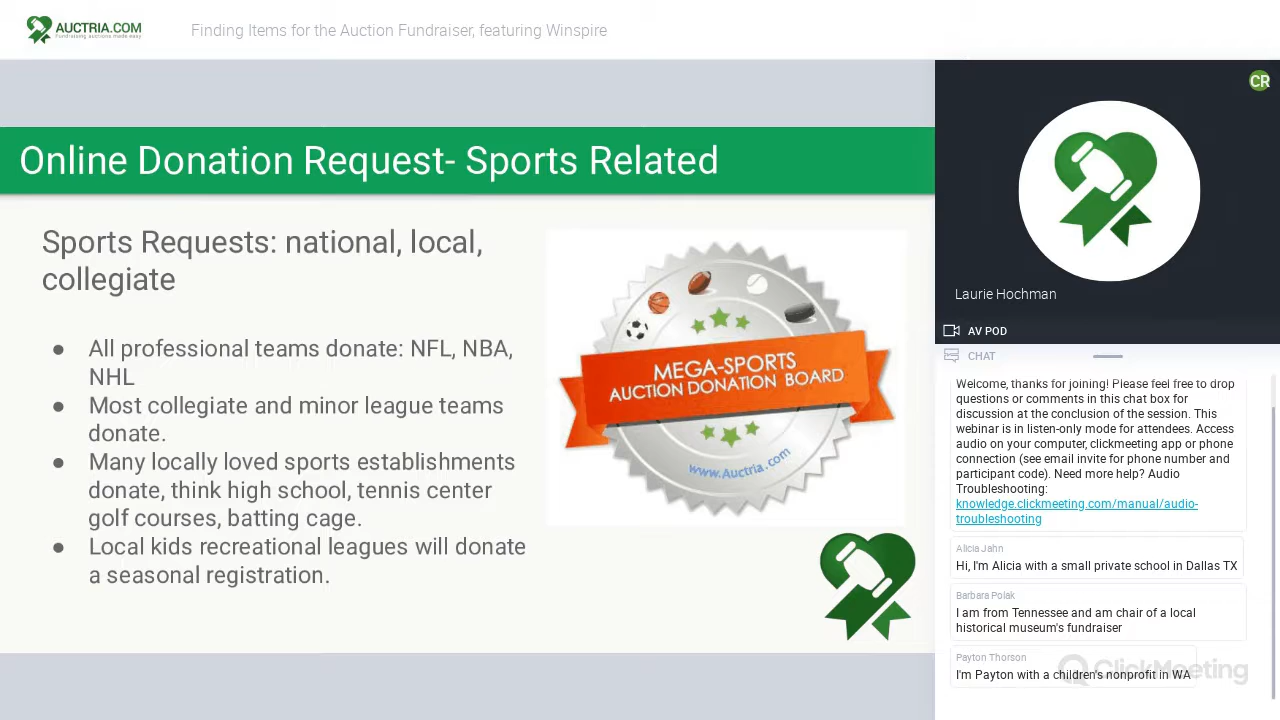 AUCTRIA.COM
Fundraising auctions made easy
Finding Items for the Auction Fundraiser, featuring Winspire
Online Donation Request- Sports Related
Sports Requests: national, local,
collegiate
● All professional teams donate: NFL, NBA,
NHL
● Most collegiate and minor league teams
donate.
● Many locally loved sports establishments
donate, think high school, tennis center
golf courses, batting cage.
● Local kids recreational leagues will donate
a seasonal registration.
MEGA-SPORTS
AUCTION DONATION BOARD
www.Auctria.com
CR
Laurie Hochman
AV POD
CHAT
Welcome, thanks for joining! Please feel free to drop
questions or comments in this chat box for
discussion at the conclusion of the session. This
webinar is in listen-only mode for attendees. Access
audio on your computer, clickmeeting app or phone
connection (see email invite for phone number and
participant code). Need more help? Audio
Troubleshooting:
knowledge.clickmeeting.com/manual/audio-
troubleshooting
Alicia Jahn
Hi, I'm Alicia with a small private school in Dallas TX
Barbara Polak
I am from Tennessee and am chair of a local
historical museum's fundraiser
Payton Thorson
I'm Payton with a children's nonprofit in WA
ClickMeeting